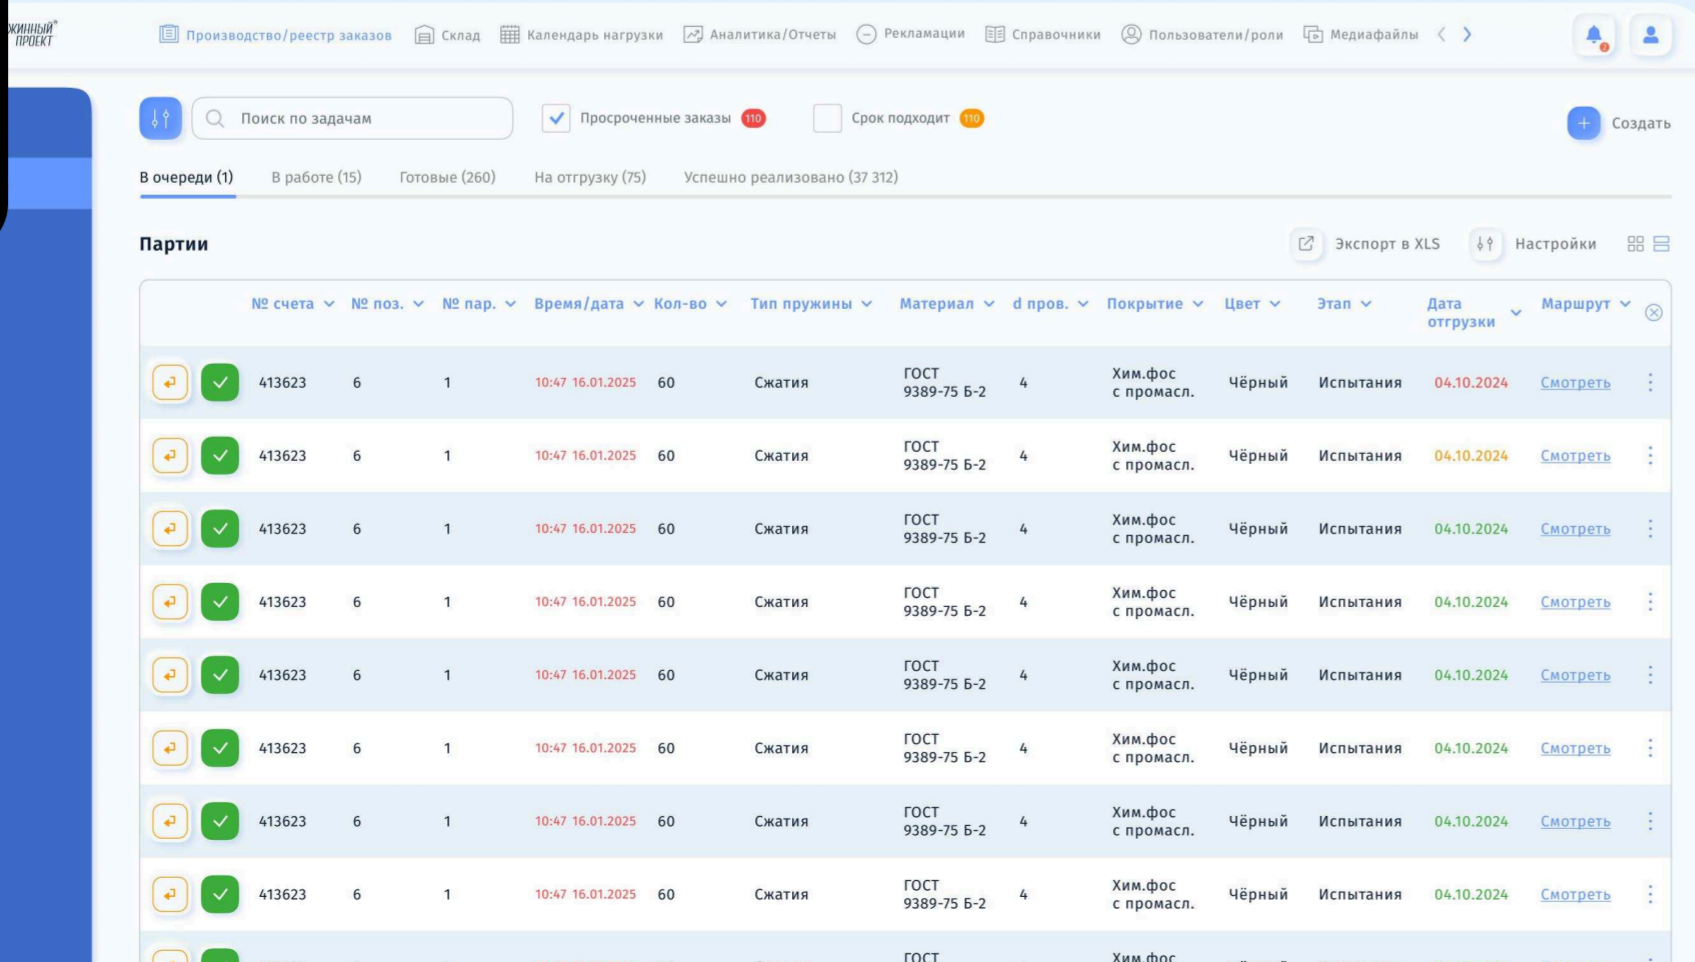 ПРОЕКТ
Производство/реестр заказов Склад Календарь нагрузки Аналитика/Отчеты Рекламации Справочники Пользователи/роли Медиафайлы 2
Поиск по задачам Просроченные заказы 110 Срок подходит 110 Создать
В очереди (1) В работе (15) Готовые (260) На отгрузку (75) Успешно реализовано (37 312)
Партии Экспорт в XLS Настройки
№ счета № поз. № пар. Время/дата Кол-во Тип пружины Материал d пров. Покрытие Цвет Этап Дата Маршрут
отгрузки
413623 6 1 10:47 16.01.2025 60 Сжатия ГОСТ 9389-75 Б-2 4 Хим.фос с промасл. Чёрный Испытания 04.10.2024 Смотреть
413623 6 1 10:47 16.01.2025 60 Сжатия ГОСТ 9389-75 Б-2 4 Хим.фос с промасл. Чёрный Испытания 04.10.2024 Смотреть
413623 6 1 10:47 16.01.2025 60 Сжатия ГОСТ 9389-75 Б-2 4 Хим.фос с промасл. Чёрный Испытания 04.10.2024 Смотреть
413623 6 1 10:47 16.01.2025 60 Сжатия ГОСТ 9389-75 Б-2 4 Хим.фос с промасл. Чёрный Испытания 04.10.2024 Смотреть
413623 6 1 10:47 16.01.2025 60 Сжатия ГОСТ 9389-75 Б-2 4 Хим.фос с промасл. Чёрный Испытания 04.10.2024 Смотреть
413623 6 1 10:47 16.01.2025 60 Сжатия ГОСТ 9389-75 Б-2 4 Хим.фос с промасл. Чёрный Испытания 04.10.2024 Смотреть
413623 6 1 10:47 16.01.2025 60 Сжатия ГОСТ 9389-75 Б-2 4 Хим.фос с промасл. Чёрный Испытания 04.10.2024 Смотреть
413623 6 1 10:47 16.01.2025 60 Сжатия ГОСТ 9389-75 Б-2 4 Хим.фос с промасл. Чёрный Испытания 04.10.2024 Смотреть
ГОСТ Хим.фос